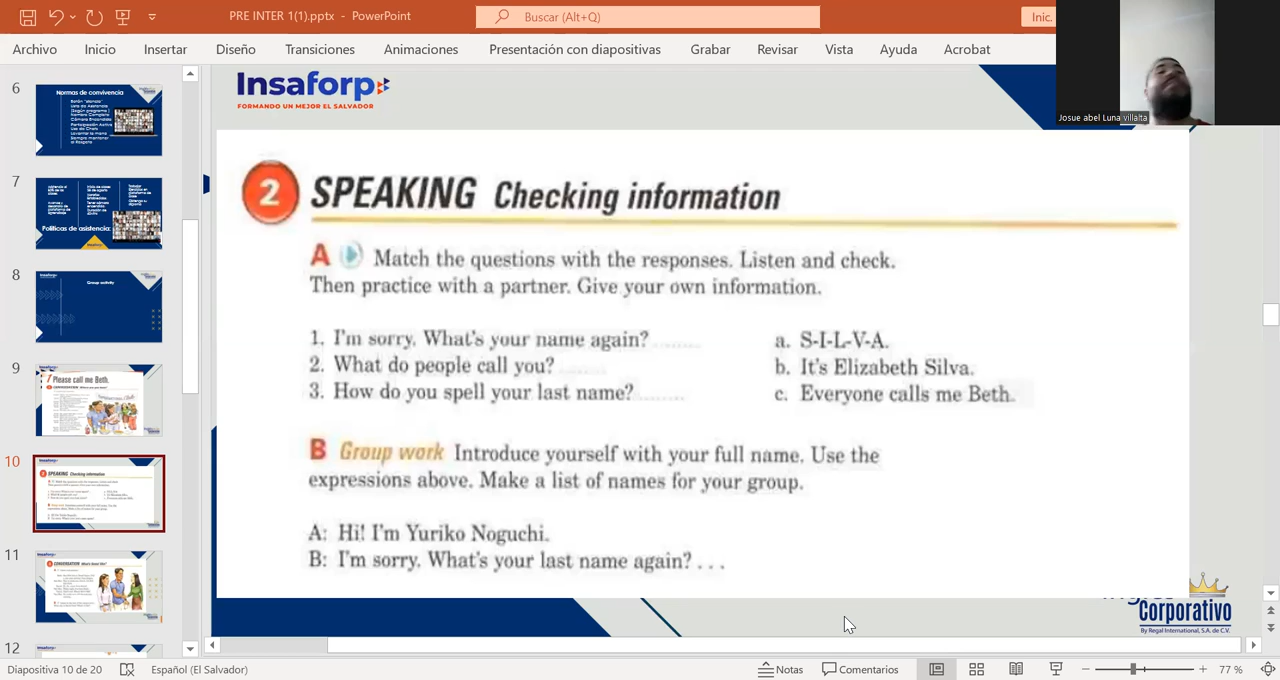 PRE INTER 1(1).pptx - PowerPoint
Buscar (Alt+Q)
Inic.
Archivo Inicio Insertar Diseño Transiciones Animaciones Presentación con diapositivas Grabar Revisar Vista Ayuda Acrobat
Josue abel Luna villalta
6
Normas de convivencia
7
Políticas de asistencia:
8
Group activity
9
Please call me Beth.
10
2 SPEAKING Checking information
11
12
Insaforp
FORMANDO UN MEJOR EL SALVADOR
2 SPEAKING Checking information
A Match the questions with the responses. Listen and check.
Then practice with a partner. Give your own information.
1. I'm sorry. What's your name again? ........ a. S-I-L-V-A.
2. What do people call you? ........ b. It's Elizabeth Silva.
3. How do you spell your last name? ........ c. Everyone calls me Beth.
B Group work Introduce yourself with your full name. Use the
expressions above. Make a list of names for your group.
A: Hi! I'm Yuriko Noguchi.
B: I'm sorry. What's your last name again? . . .
Corporativo
By Regal International, S.A. de C.V.
Diapositiva 10 de 20 Español (El Salvador) Notas Comentarios 77 %